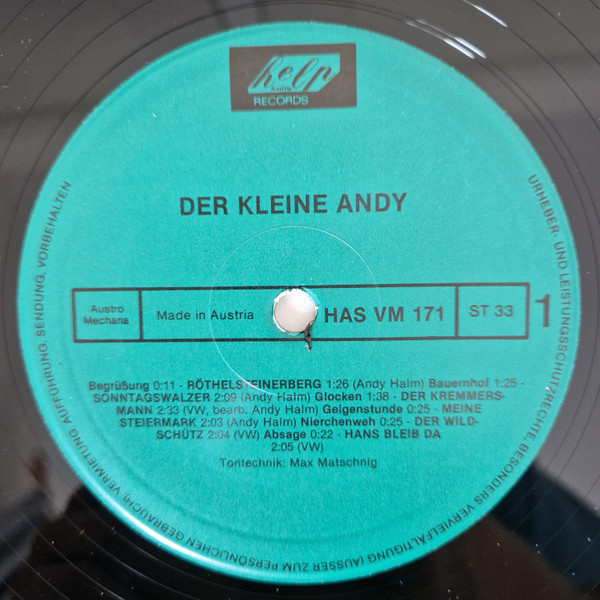 help
Austria
RECORDS
DER KLEINE ANDY
Austro
Mechana
Made in Austria
HAS VM 171
ST 33
1
Begrüßung 0:11 - RÖTHELSTEINERBERG 1:26 (Andy Halm) Bauernhof 1:25 -
SONNTAGSWALZER 2:09 (Andy Halm) Glocken 1:38 - DER KREMMERS-
MANN 2:33 (VW, bearb. Andy Halm) Geigenstunde 0:25 - MEINE
STEIERMARK 2:03 (Andy Halm) Nierchenweh 0:25 - DER WILD-
SCHÜTZ 2:04 (VW) Absage 0:22 - HANS BLEIB DA
2:05 (VW)
Tontechnik: Max Matschnig
URHEBER- UND LEISTUNGSSCHUTZRECHTE BESONDERS VERVIELFÄLTIGUNG (AUSSER ZUM PERSÖNLICHEN GEBRAUCH) VERMIETUNG AUFFÜHRUNG, SENDUNG, VORBEHALTEN